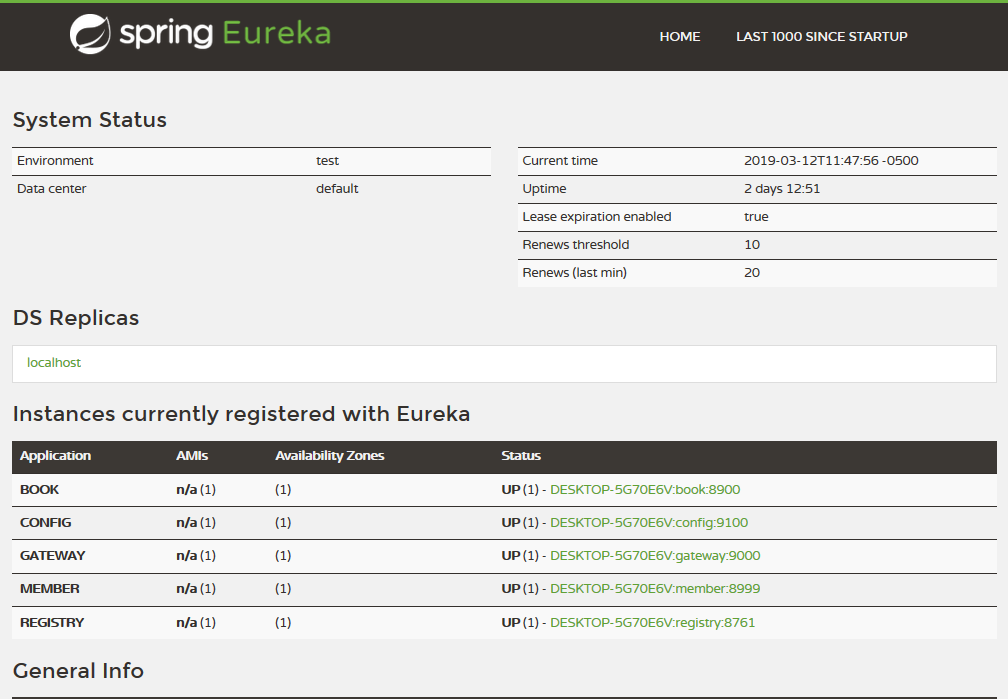 spring Eureka
HOME LAST 1000 SINCE STARTUP
System Status
Environment test
Data center default
Current time 2019-03-12T11:47:56 -0500
Uptime 2 days 12:51
Lease expiration enabled true
Renews threshold 10
Renews (last min) 20
DS Replicas
localhost
Instances currently registered with Eureka
Application AMIs Availability Zones Status
BOOK n/a (1) (1) UP (1) - DESKTOP-5G70E6V:book:8900
CONFIG n/a (1) (1) UP (1) - DESKTOP-5G70E6V:config:9100
GATEWAY n/a (1) (1) UP (1) - DESKTOP-5G70E6V:gateway:9000
MEMBER n/a (1) (1) UP (1) - DESKTOP-5G70E6V:member:8999
REGISTRY n/a (1) (1) UP (1) - DESKTOP-5G70E6V:registry:8761
General Info